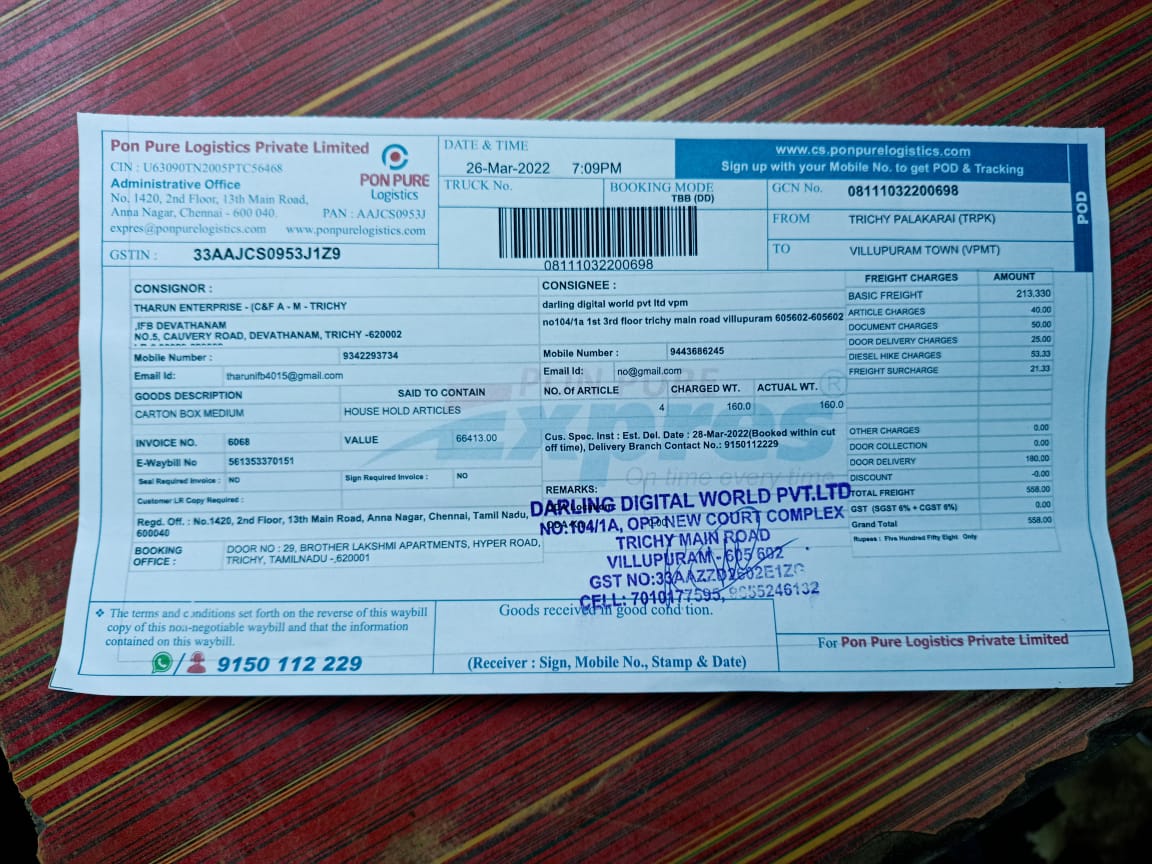 Pon Pure Logistics Private Limited
CIN : U63090TN2005PTC56468
Administrative Office
No. 1420, 2nd Floor, 13th Main Road,
Anna Nagar, Chennai - 600 040. PAN : AAJCS0953J
expres@ponpurelogistics.com www.ponpurelogistics.com
PON PURE
Logistics
GSTIN : 33AAJCS0953J1Z9
DATE & TIME
26-Mar-2022 7:09PM
TRUCK No.
BOOKING MODE
TBB (DD)
08111032200698
www.cs.ponpurelogistics.com
Sign up with your Mobile No. to get POD & Tracking
GCN No. 08111032200698
FROM TRICHY PALAKARAI (TRPK)
TO VILLUPURAM TOWN (VPMT)
POD
CONSIGNOR :
THARUN ENTERPRISE - (C&F A - M - TRICHY
,IFB DEVATHANAM
NO.5, CAUVERY ROAD, DEVATHANAM, TRICHY -620002
Mobile Number : 9342293734
Email Id: tharunifb4015@gmail.com
GOODS DESCRIPTION SAID TO CONTAIN
CARTON BOX MEDIUM HOUSE HOLD ARTICLES
INVOICE NO. 6068 VALUE 66413.00
E-Waybill No 561353370151
Seal Required Invoice : NO Sign Required Invoice : NO
Customer LR Copy Required :
Regd. Off. : No.1420, 2nd Floor, 13th Main Road, Anna Nagar, Chennai, Tamil Nadu,
600040
BOOKING OFFICE : DOOR NO : 29, BROTHER LAKSHMI APARTMENTS, HYPER ROAD,
TRICHY, TAMILNADU -,620001
CONSIGNEE :
darling digital world pvt ltd vpm
no104/1a 1st 3rd floor trichy main road villupuram 605602-605602
Mobile Number : 9443686245
Email Id: no@gmail.com
NO. Of ARTICLE CHARGED WT. ACTUAL WT.
4 160.0 160.0
PON PURE
Expres
On time every time
Cus. Spec. Inst : Est. Del. Date : 28-Mar-2022(Booked within cut
off time), Delivery Branch Contact No.: 9150112229
REMARKS:
DARLING DIGITAL WORLD PVT.LTD
NO:104/1A, OPP.NEW COURT COMPLEX
TRICHY MAIN ROAD
VILLUPURAM - 605 602
GST NO:
CELL: 7010177595,
FREIGHT CHARGES AMOUNT
BASIC FREIGHT 213.330
ARTICLE CHARGES 40.00
DOCUMENT CHARGES 50.00
DOOR DELIVERY CHARGES 25.00
DIESEL HIKE CHARGES 53.33
FREIGHT SURCHARGE 21.33
OTHER CHARGES 0.00
DOOR COLLECTION 0.00
DOOR DELIVERY 180.00
DISCOUNT -0.00
TOTAL FREIGHT 558.00
GST (SGST 6% + CGST 6%) 0.00
Grand Total 558.00
Rupees : Five Hundred Fifty Eight Only
❖ The terms and conditions set forth on the reverse of this waybill
copy of this non-negotiable waybill and that the information
contained on this waybill.
9150 112 229
Goods received in good condition.
(Receiver : Sign, Mobile No., Stamp & Date)
For Pon Pure Logistics Private Limited